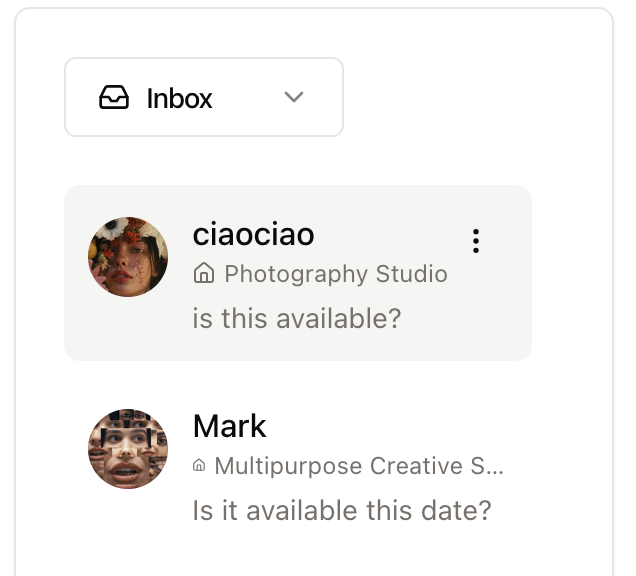 Inbox
ciaociao
Photography Studio
is this available?
Mark
Multipurpose Creative S...
Is it available this date?